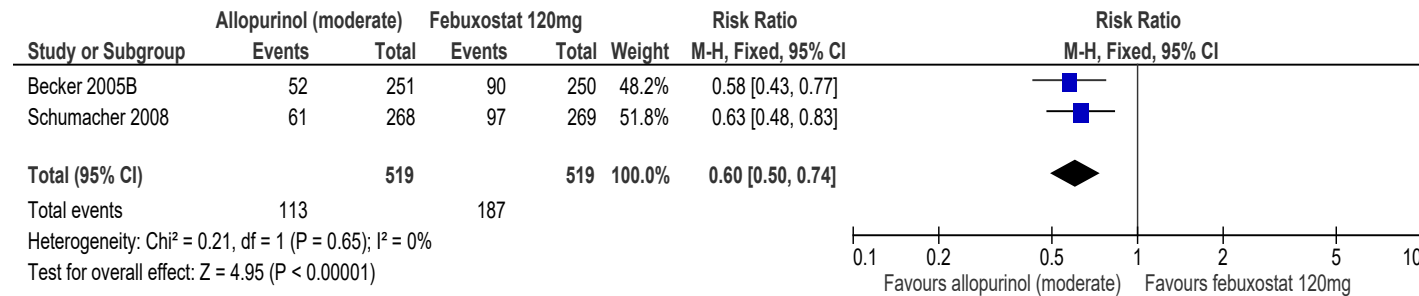 Allopurinol (moderate) Febuxostat 120mg Risk Ratio Risk Ratio
Study or Subgroup Events Total Events Total Weight M-H, Fixed, 95% CI M-H, Fixed, 95% CI
Becker 2005B 52 251 90 250 48.2% 0.58 [0.43, 0.77]
Schumacher 2008 61 268 97 269 51.8% 0.63 [0.48, 0.83]
Total (95% CI) 519 519 100.0% 0.60 [0.50, 0.74]
Total events 113 187
Heterogeneity: Chi² = 0.21, df = 1 (P = 0.65); I² = 0%
Test for overall effect: Z = 4.95 (P < 0.00001)
0.1 0.2 0.5 1 2 5 10
Favours allopurinol (moderate) Favours febuxostat 120mg